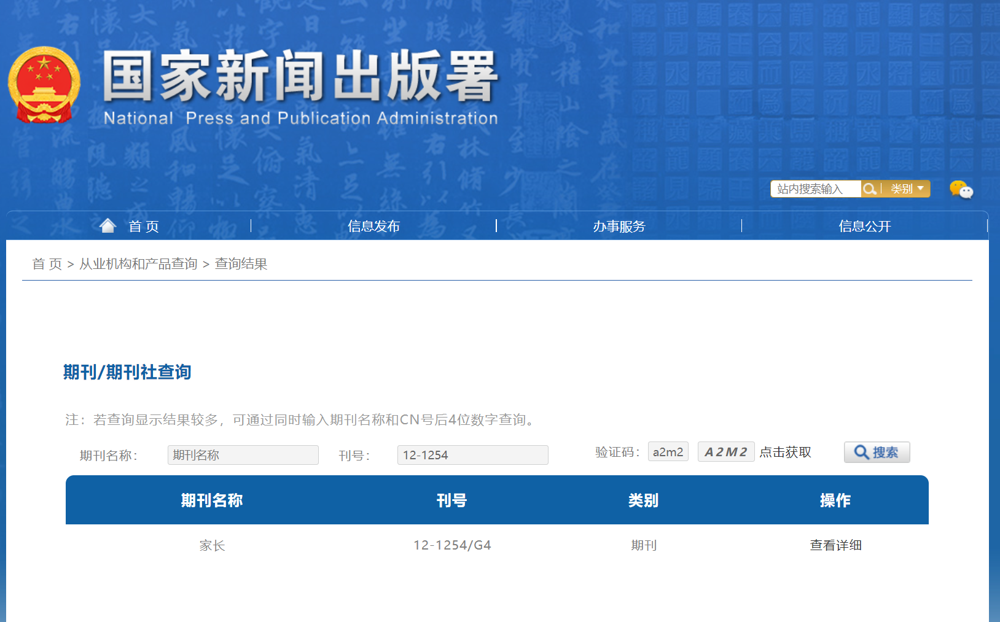 国家新闻出版署
National Press and Publication Administration
站内搜索输入 类别
首 页 信息发布 办事服务 信息公开
首 页 > 从业机构和产品查询 > 查询结果
期刊/期刊社查询
注：若查询显示结果较多，可通过同时输入期刊名称和CN号后4位数字查询。
期刊名称： 期刊名称 刊号： 12-1254 验证码： a2m2 A2M2 点击获取 搜索
期刊名称 刊号 类别 操作
家长 12-1254/G4 期刊 查看详细